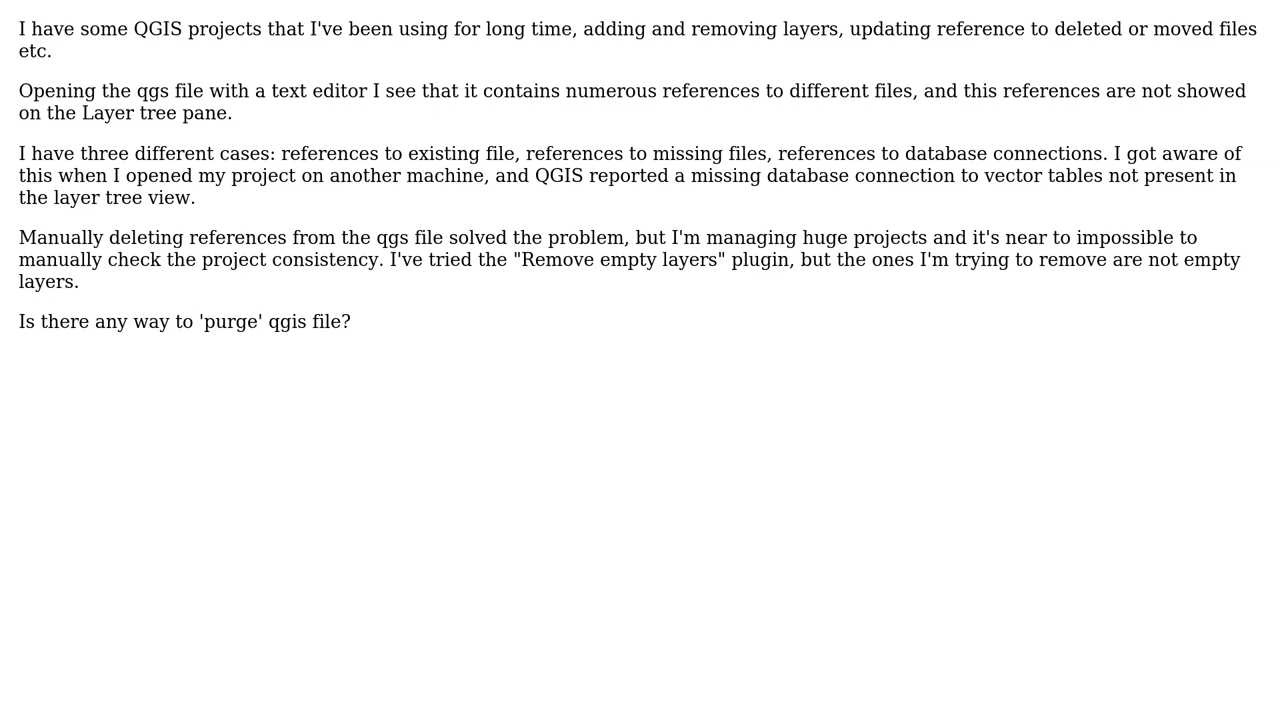 I have some QGIS projects that I've been using for long time, adding and removing layers, updating reference to deleted or moved files
etc.
Opening the qgs file with a text editor I see that it contains numerous references to different files, and this references are not showed
on the Layer tree pane.
I have three different cases: references to existing file, references to missing files, references to database connections. I got aware of
this when I opened my project on another machine, and QGIS reported a missing database connection to vector tables not present in
the layer tree view.
Manually deleting references from the qgs file solved the problem, but I'm managing huge projects and it's near to impossible to
manually check the project consistency. I've tried the "Remove empty layers" plugin, but the ones I'm trying to remove are not empty
layers.
Is there any way to 'purge' qgis file?